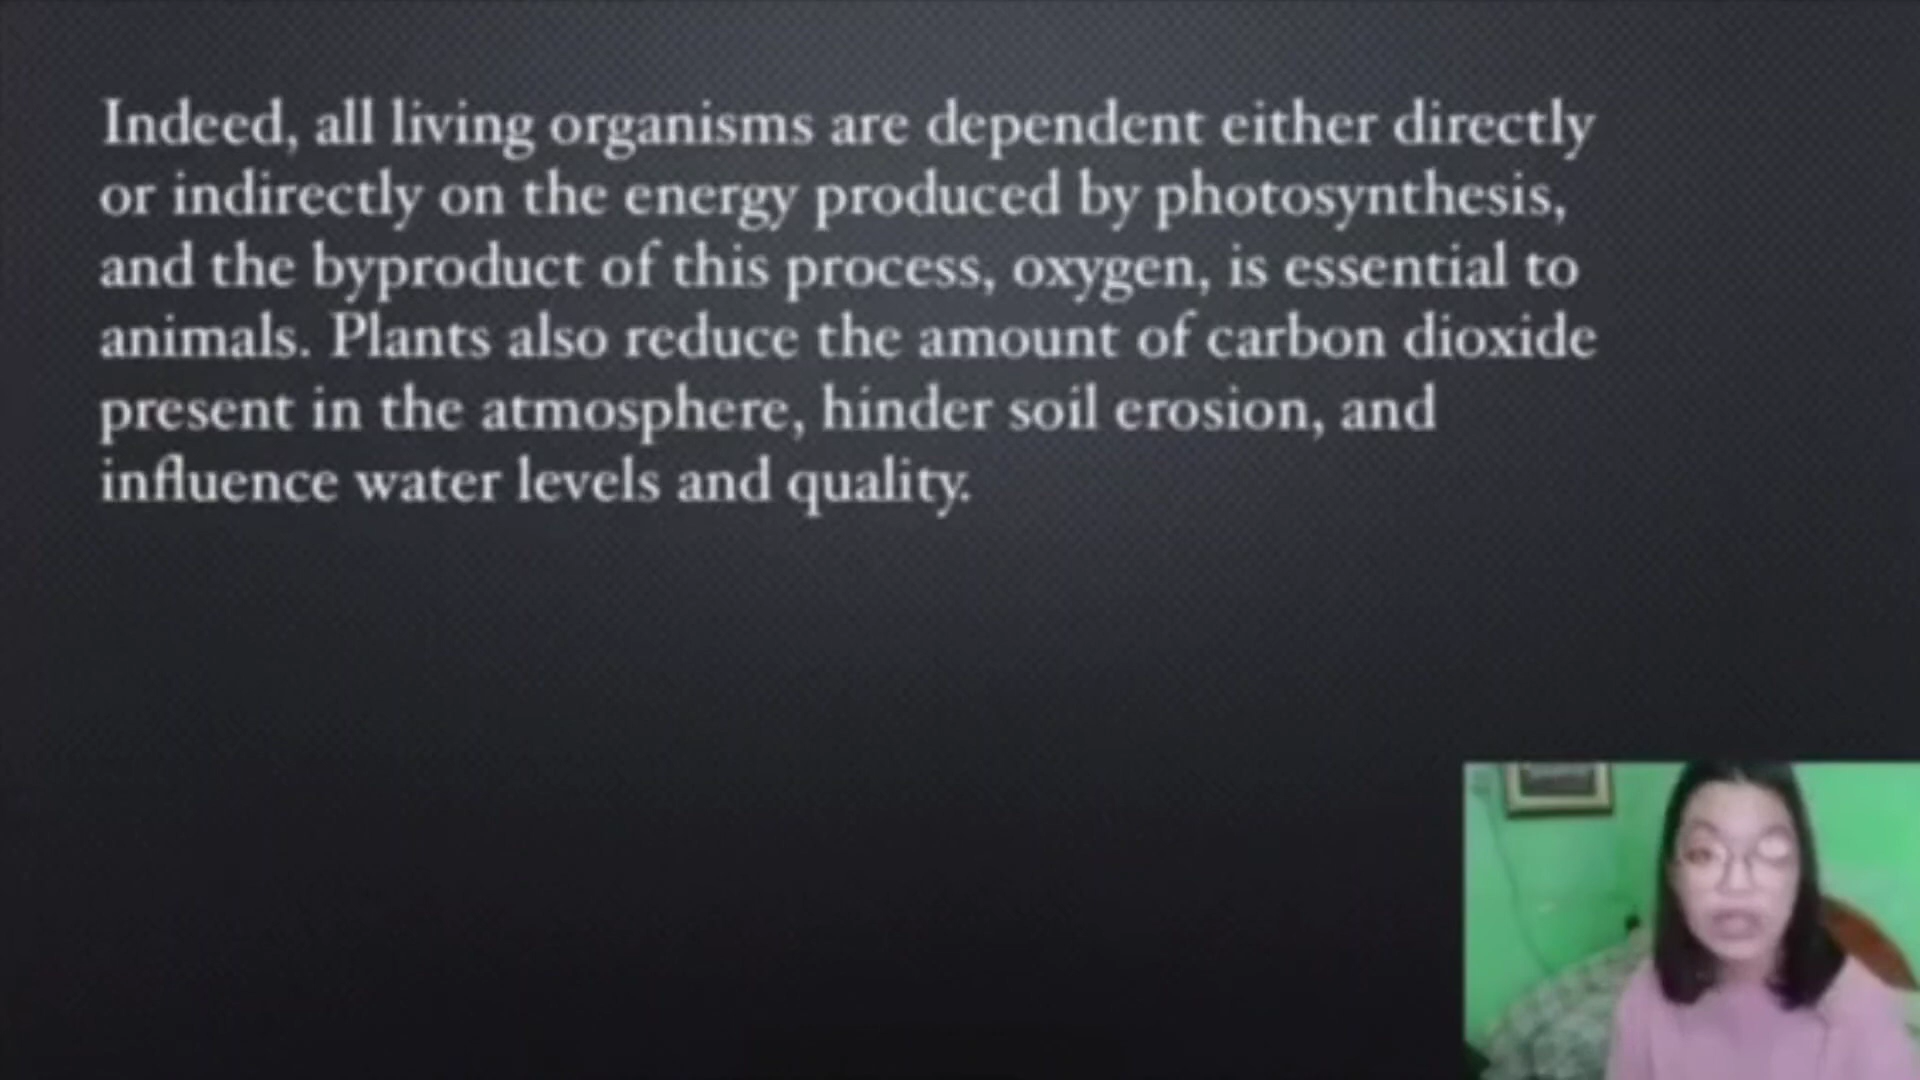 Indeed, all living organisms are dependent either directly
or indirectly on the energy produced by photosynthesis,
and the byproduct of this process, oxygen, is essential to
animals. Plants also reduce the amount of carbon dioxide
present in the atmosphere, hinder soil erosion, and
influence water levels and quality.